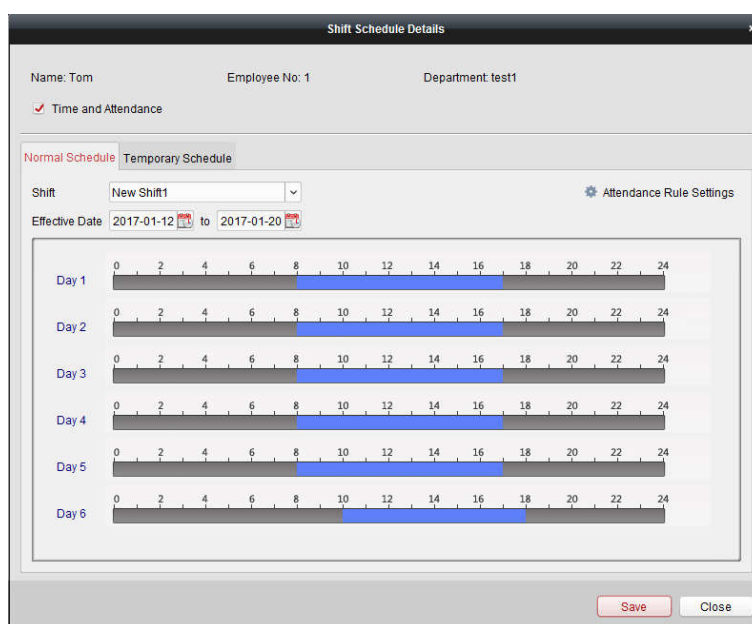 Shift Schedule Details
Name: Tom Employee No: 1 Department: test1
Time and Attendance
Normal Schedule Temporary Schedule
Shift New Shift1 Attendance Rule Settings
Effective Date 2017-01-12 to 2017-01-20
0 2 4 6 8 10 12 14 16 18 20 22 24
Day 1
0 2 4 6 8 10 12 14 16 18 20 22 24
Day 2
0 2 4 6 8 10 12 14 16 18 20 22 24
Day 3
0 2 4 6 8 10 12 14 16 18 20 22 24
Day 4
0 2 4 6 8 10 12 14 16 18 20 22 24
Day 5
0 2 4 6 8 10 12 14 16 18 20 22 24
Day 6
Save Close